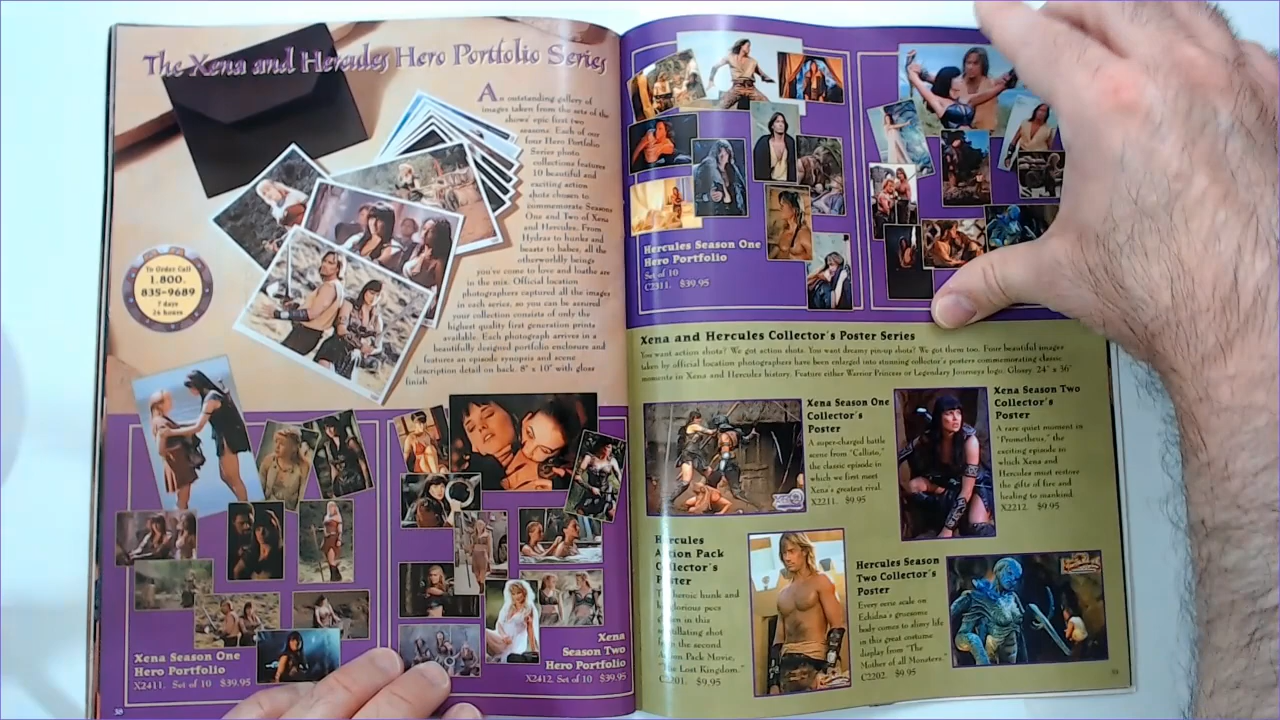 The Xena and Hercules Hero Portfolio Series
An outstanding gallery of
images taken from the sets of the
shows' epic first two
seasons. Each of our
four Hero Portfolio
Series photo
collections features
10 beautiful and
exciting action
shots chosen to
commemorate Seasons
One and Two of Xena
and Hercules. From
Hydras to hunks and
beasts to babes, all the
otherworldly beings
you've come to love and loathe are
in the mix. Official location
photographers captured all the images
in each series, so you can be assured
your collection consists of only the
highest quality first generation prints
available. Each photograph arrives in a
beautifully designed portfolio enclosure and
features an episode synopsis and scene
description detail on back. 8" x 10" with gloss
finish.
To Order Call
1.800.
835-9689
7 days
24 hours
Xena Season One
Hero Portfolio
X2411. Set of 10 $39.95
Xena
Season Two
Hero Portfolio
X2412. Set of 10 $39.95
38
Hercules Season One
Hero Portfolio
Set of 10
C2311. $39.95
Xena and Hercules Collector's Poster Series
You want action shots? We got action shots. You want dreamy pin-up shots? We got them too. Four beautiful images
taken by official location photographers have been enlarged into stunning collector's posters commemorating classic
moments in Xena and Hercules history. Feature either Warrior Princess or Legendary Journeys logo. Glossy. 24" x 36"
Xena Season One
Collector's
Poster
A super-charged battle
scene from "Callisto,"
the classic episode in
which we first meet
Xena's greatest rival.
X2211. $9.95
Xena Season Two
Collector's
Poster
A rare quiet moment in
"Prometheus," the
exciting episode in
which Xena and
Hercules must restore
the gifts of fire and
healing to mankind.
X2212. $9.95
Hercules
Action Pack
Collector's
Poster
heroic hunk and
glorious pecs
in this
shot
the second
Pack Movie,
"The Lost Kingdom."
$9.95
Hercules Season
Two Collector's
Poster
Every serie scale on
Echidna's gruesome
body comes to slimy life
in this great costume
display from "The
Mother of all Monsters."
C2202. $9.95